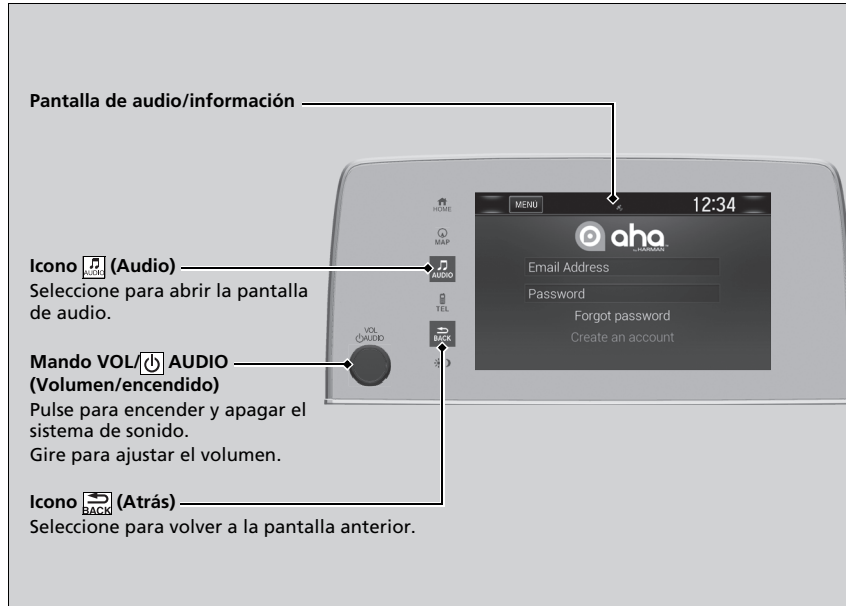 Pantalla de audio/información
HOME
MENU
12:34
MAP
aha
by HARMAN
Icono AUDIO (Audio)
AUDIO
Email Address
Seleccione para abrir la pantalla
de audio.
Password
TEL
Forgot password
VOL
AUDIO
BACK
Create an account
Mando VOL/ AUDIO
(Volumen/encendido)
Pulse para encender y apagar el
sistema de sonido.
Gire para ajustar el volumen.
Icono BACK (Atrás)
Seleccione para volver a la pantalla anterior.